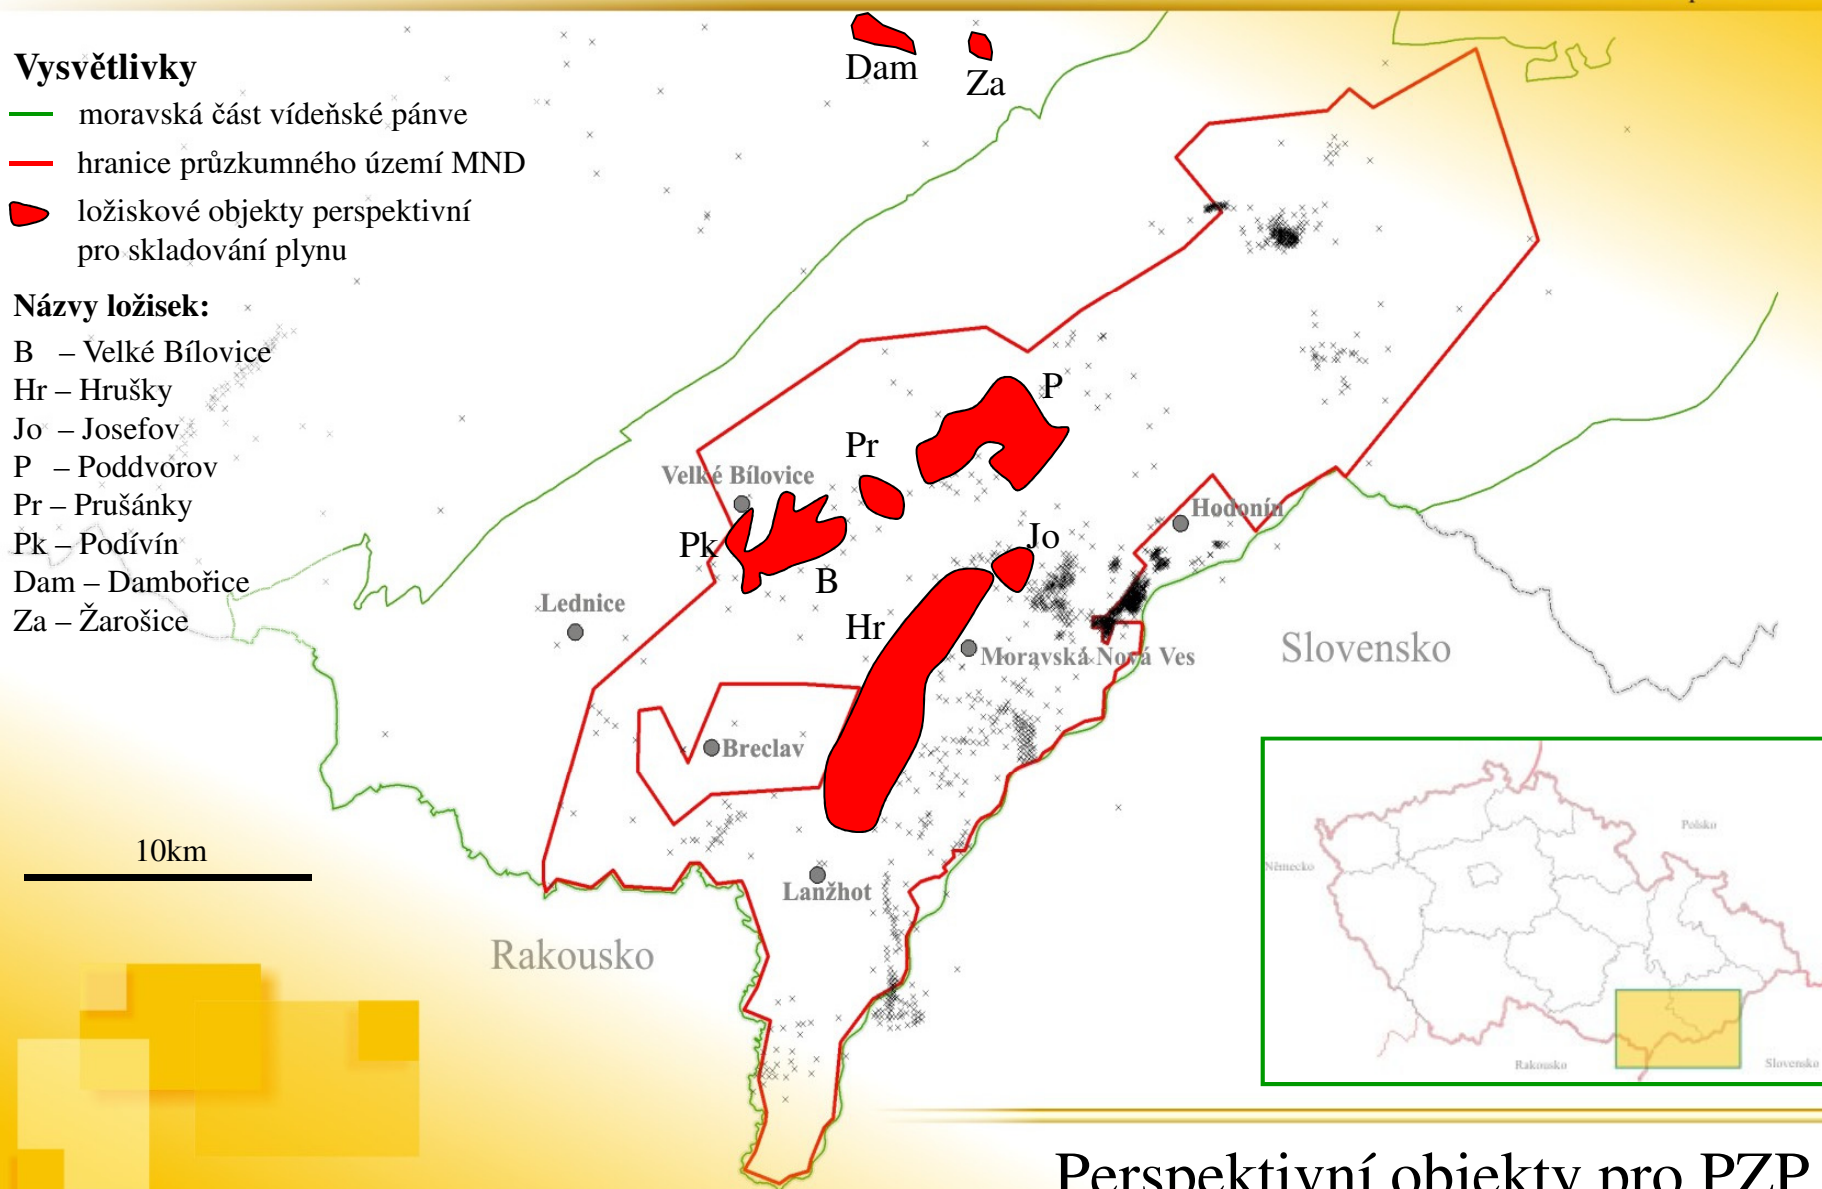 Vysvětlivky
moravská část vídeňské pánve
hranice průzkumného území MND
ložiskové objekty perspektivní
pro skladování plynu
Názvy ložisek:
B – Velké Bílovice
Hr – Hrušky
Jo – Josefov
P – Poddvorov
Pr – Prušánky
Pk – Podívín
Dam – Dambořice
Za – Žarošice
Dam
Za
P
Pr
Velké Bílovice
Hodonín
Pk
Jo
B
Lednice
Hr
Moravská Nová Ves
Slovensko
Breclav
10km
Lanžhot
Rakousko
Polsko
Německo
Rakousko
Slovensko
Perspektivní objekty pro PZP